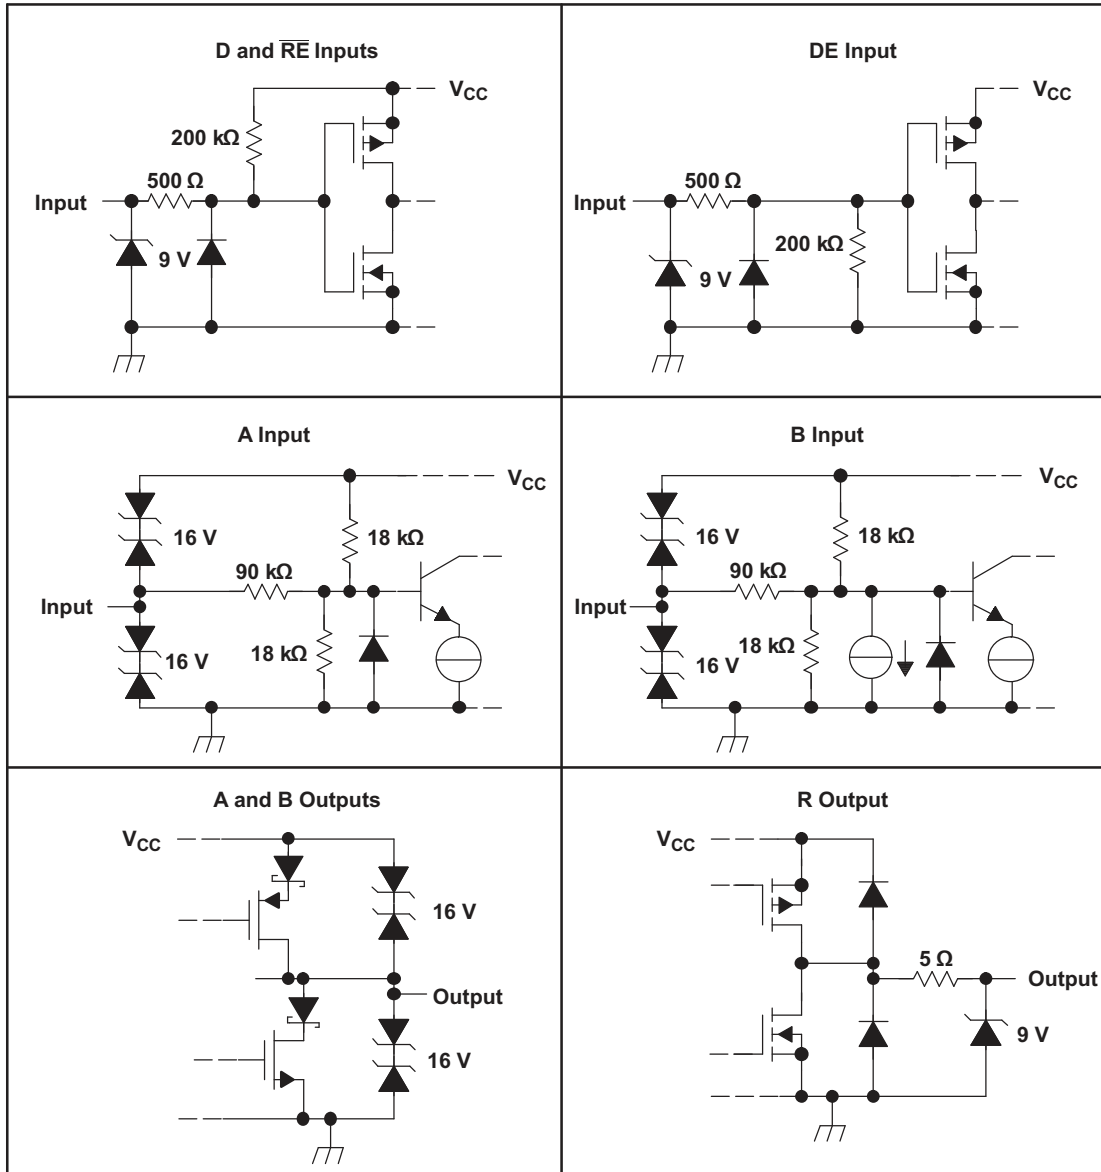 D and R̅E̅ Inputs
V_CC
200 kΩ
500 Ω
Input
9 V
DE Input
V_CC
500 Ω
Input
200 kΩ
9 V
A Input
V_CC
16 V
18 kΩ
90 kΩ
Input
18 kΩ
16 V
B Input
V_CC
16 V
18 kΩ
90 kΩ
Input
18 kΩ
16 V
A and B Outputs
V_CC
16 V
Output
16 V
R Output
V_CC
5 Ω
Output
9 V